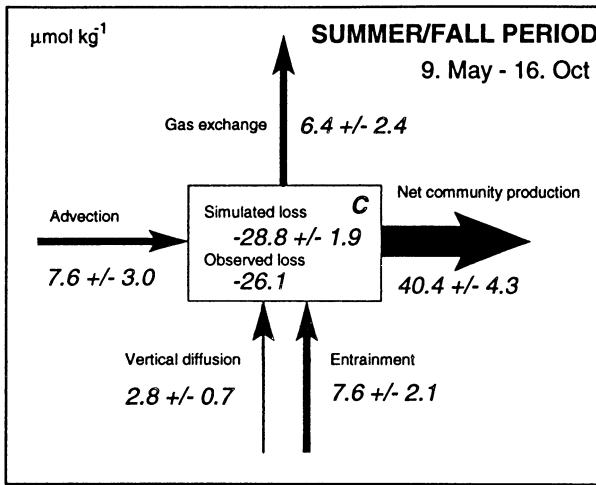 μmol kg-1
SUMMER/FALL PERIOD
9. May - 16. Oct
Gas exchange
6.4 +/- 2.4
C
Net community production
Advection
Simulated loss
-28.8 +/- 1.9
Observed loss
-26.1
7.6 +/- 3.0
40.4 +/- 4.3
Vertical diffusion
Entrainment
2.8 +/- 0.7
7.6 +/- 2.1